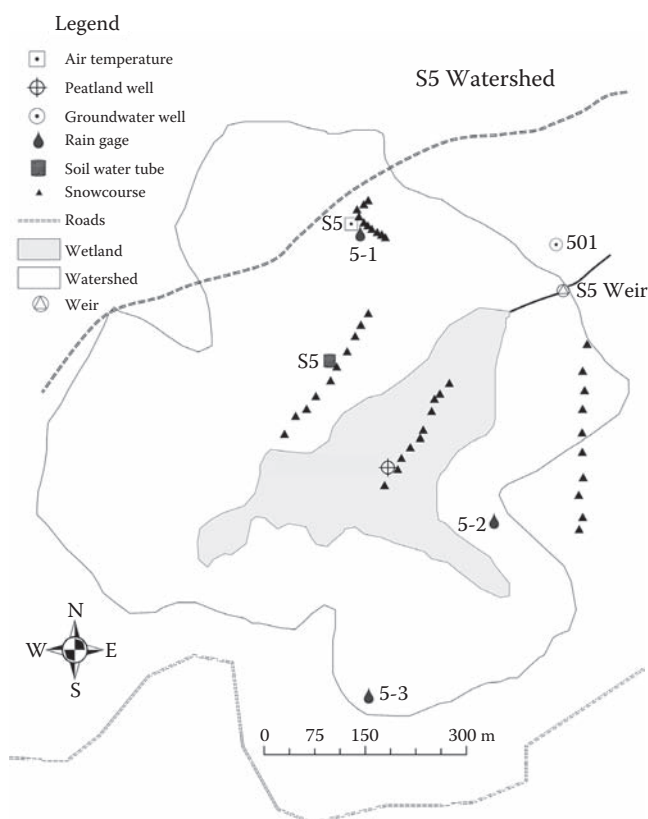 Legend
Air temperature
Peatland well
Groundwater well
Rain gage
Soil water tube
Snowcourse
Roads
Wetland
Watershed
Weir
S5 Watershed
S5
5-1
501
S5 Weir
S5
5-2
N
W E
S
5-3
0 75 150 300 m